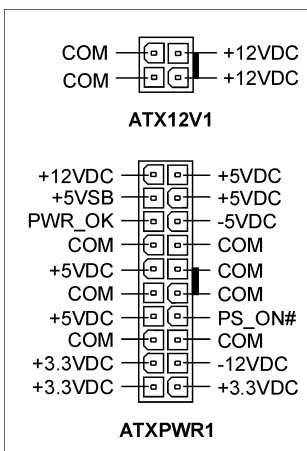 COM +12VDC
COM +12VDC
ATX12V1
+12VDC +5VDC
+5VSB +5VDC
PWR_OK -5VDC
COM COM
+5VDC COM
COM COM
+5VDC PS_ON#
COM COM
+3.3VDC -12VDC
+3.3VDC +3.3VDC
ATXPWR1